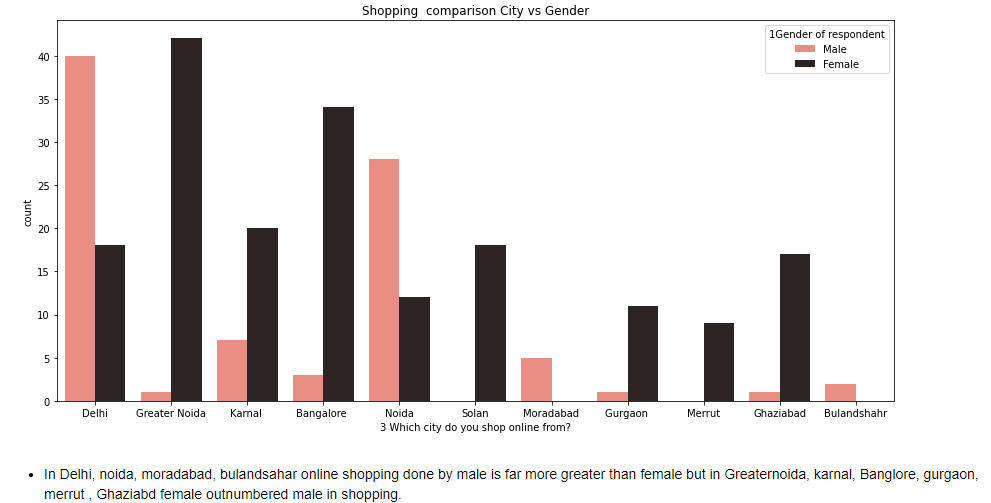 Shopping  comparison City vs Gender
1Gender of respondent
Male
Female
40
35
30
25
20
15
10
5
0
count
Delhi Greater Noida Karnal Bangalore Noida Solan Moradabad Gurgaon Merrut Ghaziabad Bulandshahr
3 Which city do you shop online from?
• In Delhi, noida, moradabad, bulandsahar online shopping done by male is far more greater than female but in Greaternoida, karnal, Banglore, gurgaon,
merrut , Ghaziabd female outnumbered male in shopping.